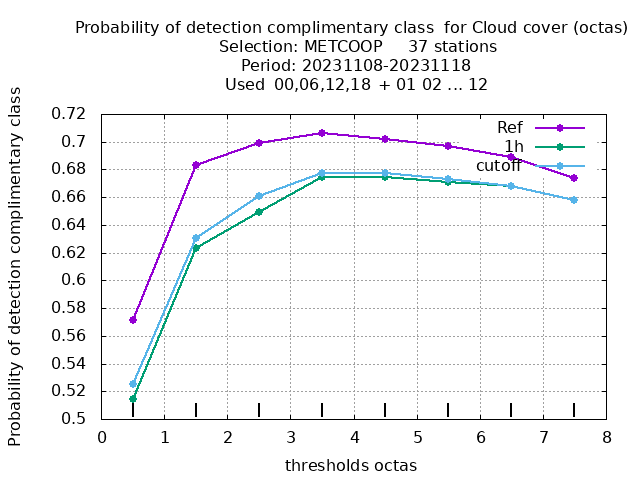 Probability of detection complimentary class  for Cloud cover (octas)
Selection: METCOOP     37 stations
Period: 20231108-20231118
Used  00,06,12,18 + 01 02 ... 12
Probability of detection complimentary class
0.72
0.7
0.68
0.66
0.64
0.62
0.6
0.58
0.56
0.54
0.52
0.5
Ref
1h
cutoff
0 1 2 3 4 5 6 7 8
thresholds octas